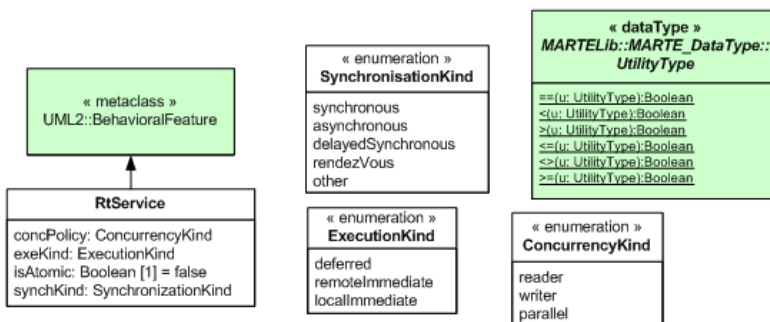 « metaclass »
UML2::BehavioralFeature
RtService
concPolicy: ConcurrencyKind
exeKind: ExecutionKind
isAtomic: Boolean [1] = false
synchKind: SynchronizationKind
« enumeration »
SynchronisationKind
synchronous
asynchronous
delayedSynchronous
rendezVous
other
« enumeration »
ExecutionKind
deferred
remoteImmediate
localImmediate
« dataType »
MARTELib::MARTE_DataType::
UtilityType
==(u: UtilityType):Boolean
<(u: UtilityType):Boolean
>(u: UtilityType):Boolean
<=(u: UtilityType):Boolean
<>(u: UtilityType):Boolean
>=(u: UtilityType):Boolean
« enumeration »
ConcurrencyKind
reader
writer
parallel